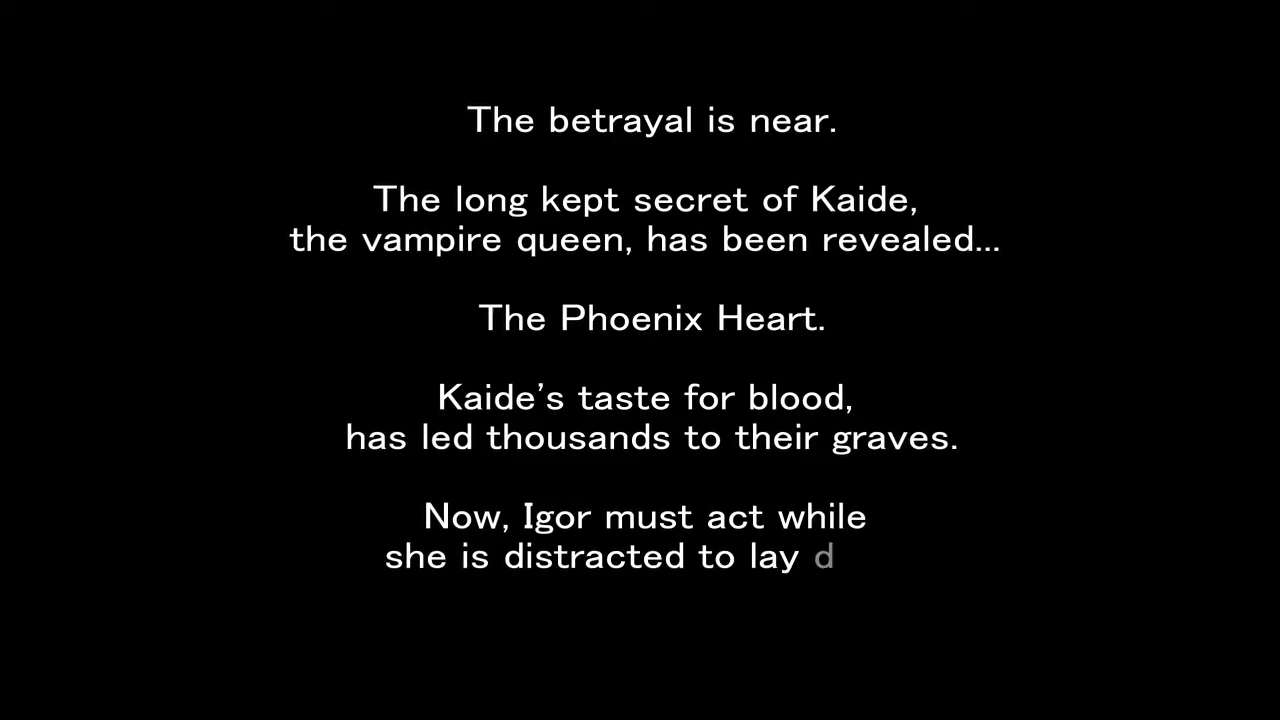 The betrayal is near.
The long kept secret of Kaide,
the vampire queen, has been revealed...
The Phoenix Heart.
Kaide’s taste for blood,
has led thousands to their graves.
Now, Igor must act while
she is distracted to lay d